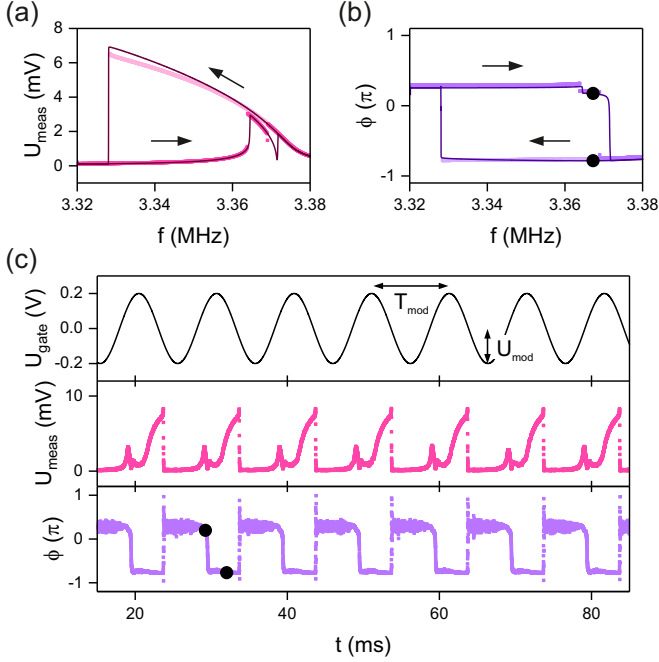 (a)
(b)
8
6
4
2
0
U_meas (mV)
3.32 3.34 3.36 3.38
f (MHz)
1
0
-1
ϕ (π)
3.32 3.34 3.36 3.38
f (MHz)
(c)
0.2
0.0
-0.2
U_gate (V)
T_mod
U_mod
10
0
U_meas (mV)
1
0
-1
ϕ (π)
20 40 60 80
t (ms)